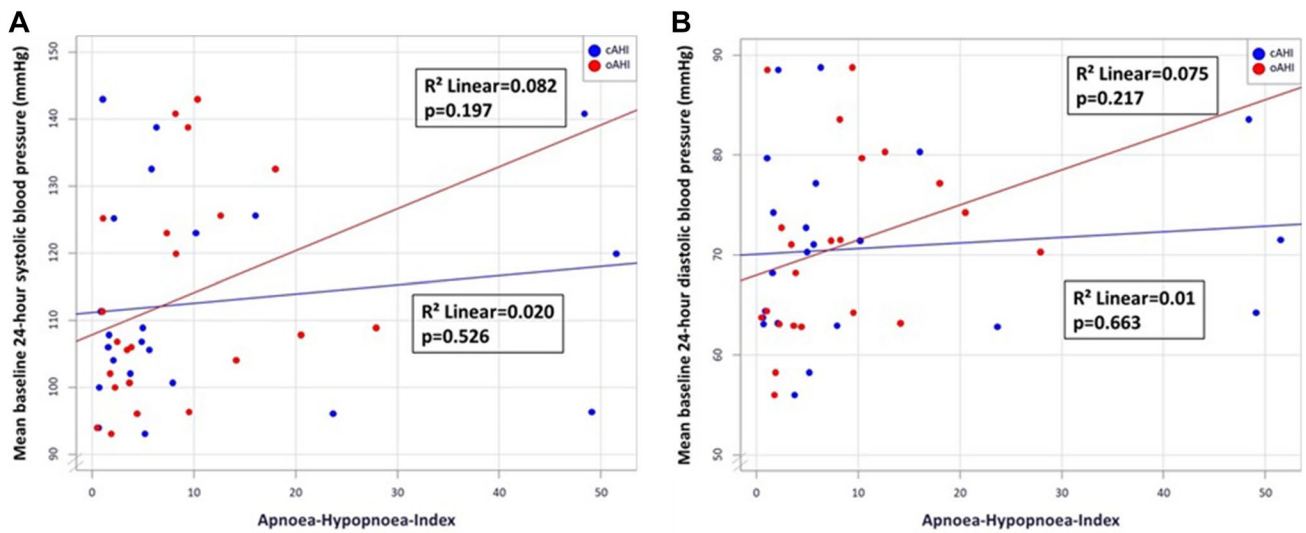 A
B
Mean baseline 24-hour systolic blood pressure (mmHg)
150
140
130
120
110
100
90
cAHI
oAHI
R² Linear=0.082
p=0.197
R² Linear=0.020
p=0.526
0 10 20 30 40 50
Apnoea-Hypopnoea-Index
Mean baseline 24-hour diastolic blood pressure (mmHg)
90
80
70
60
50
cAHI
oAHI
R² Linear=0.075
p=0.217
R² Linear=0.01
p=0.663
0 10 20 30 40 50
Apnoea-Hypopnoea-Index